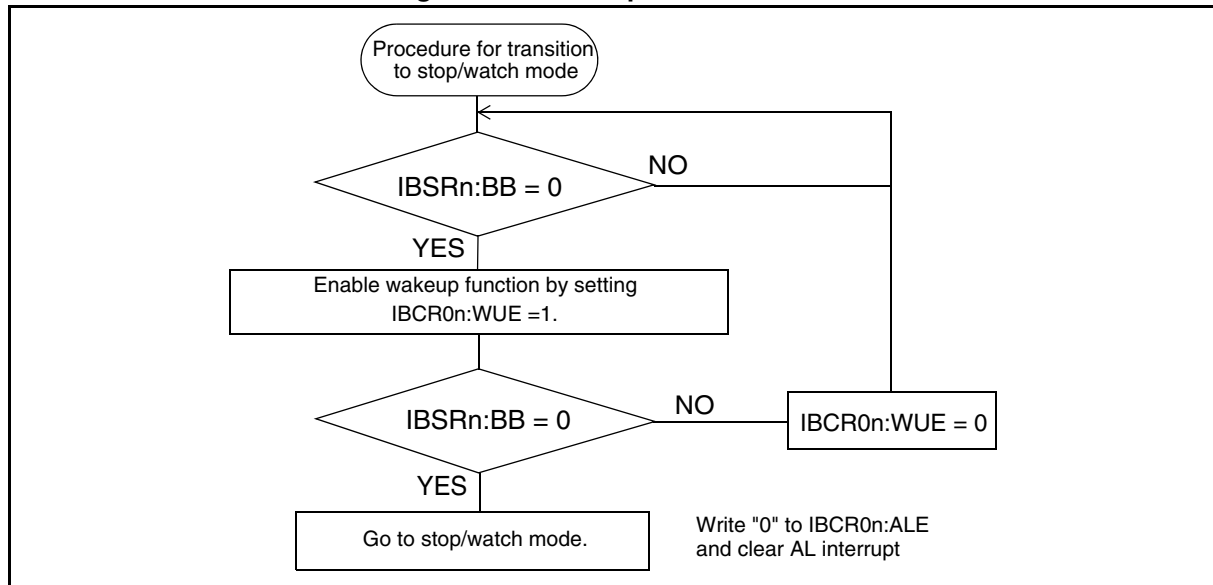 Procedure for transition
to stop/watch mode
IBSRn:BB = 0
NO
YES
Enable wakeup function by setting
IBCR0n:WUE =1.
IBSRn:BB = 0
NO
IBCR0n:WUE = 0
YES
Go to stop/watch mode.
Write "0" to IBCR0n:ALE
and clear AL interrupt